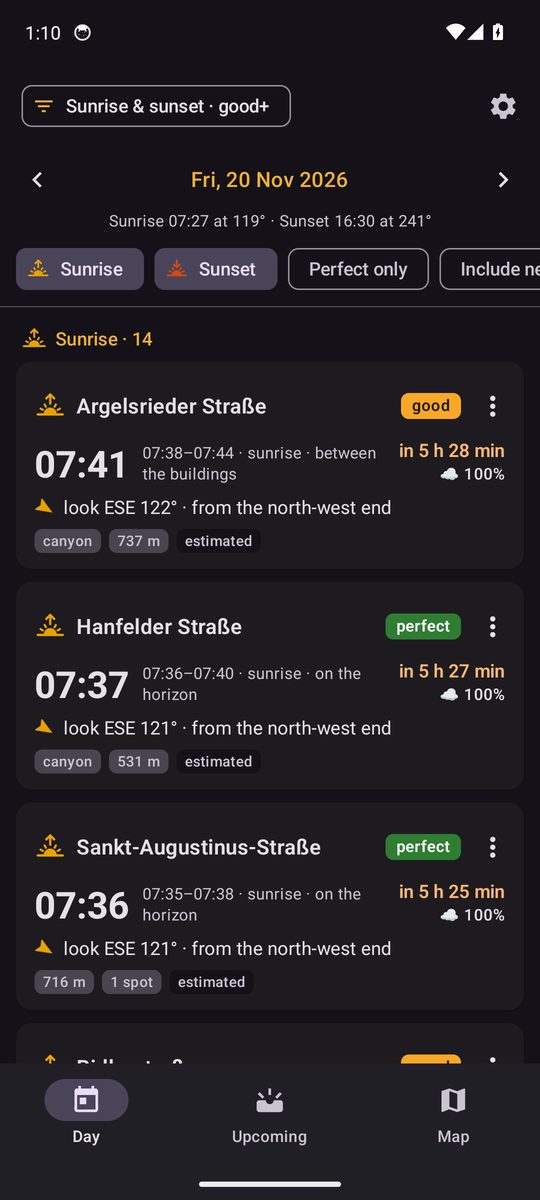 1:10
Sunrise & sunset · good+
Fri, 20 Nov 2026
Sunrise 07:27 at 119° · Sunset 16:30 at 241°
Sunrise
Sunset
Perfect only
Include
Sunrise · 14
Argelsrieder Straße
good
07:41
07:38–07:44 · sunrise · between
the buildings
in 5 h 28 min
100%
look ESE 122° · from the north-west end
canyon
737 m
estimated
Hanfelder Straße
perfect
07:37
07:36–07:40 · sunrise · on the
horizon
in 5 h 27 min
100%
look ESE 121° · from the north-west end
canyon
531 m
estimated
Sankt-Augustinus-Straße
perfect
07:36
07:35–07:38 · sunrise · on the
horizon
in 5 h 25 min
100%
look ESE 121° · from the north-west end
716 m
1 spot
estimated
Day
Upcoming
Map